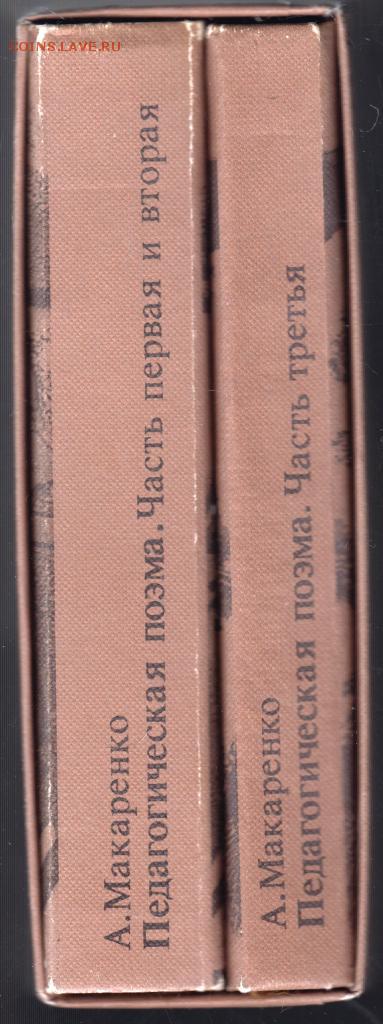 COINS.LAVE.RU
А.Макаренко
Педагогическая поэма.Часть первая и вторая
А.Макаренко
Педагогическая поэма. Часть третья